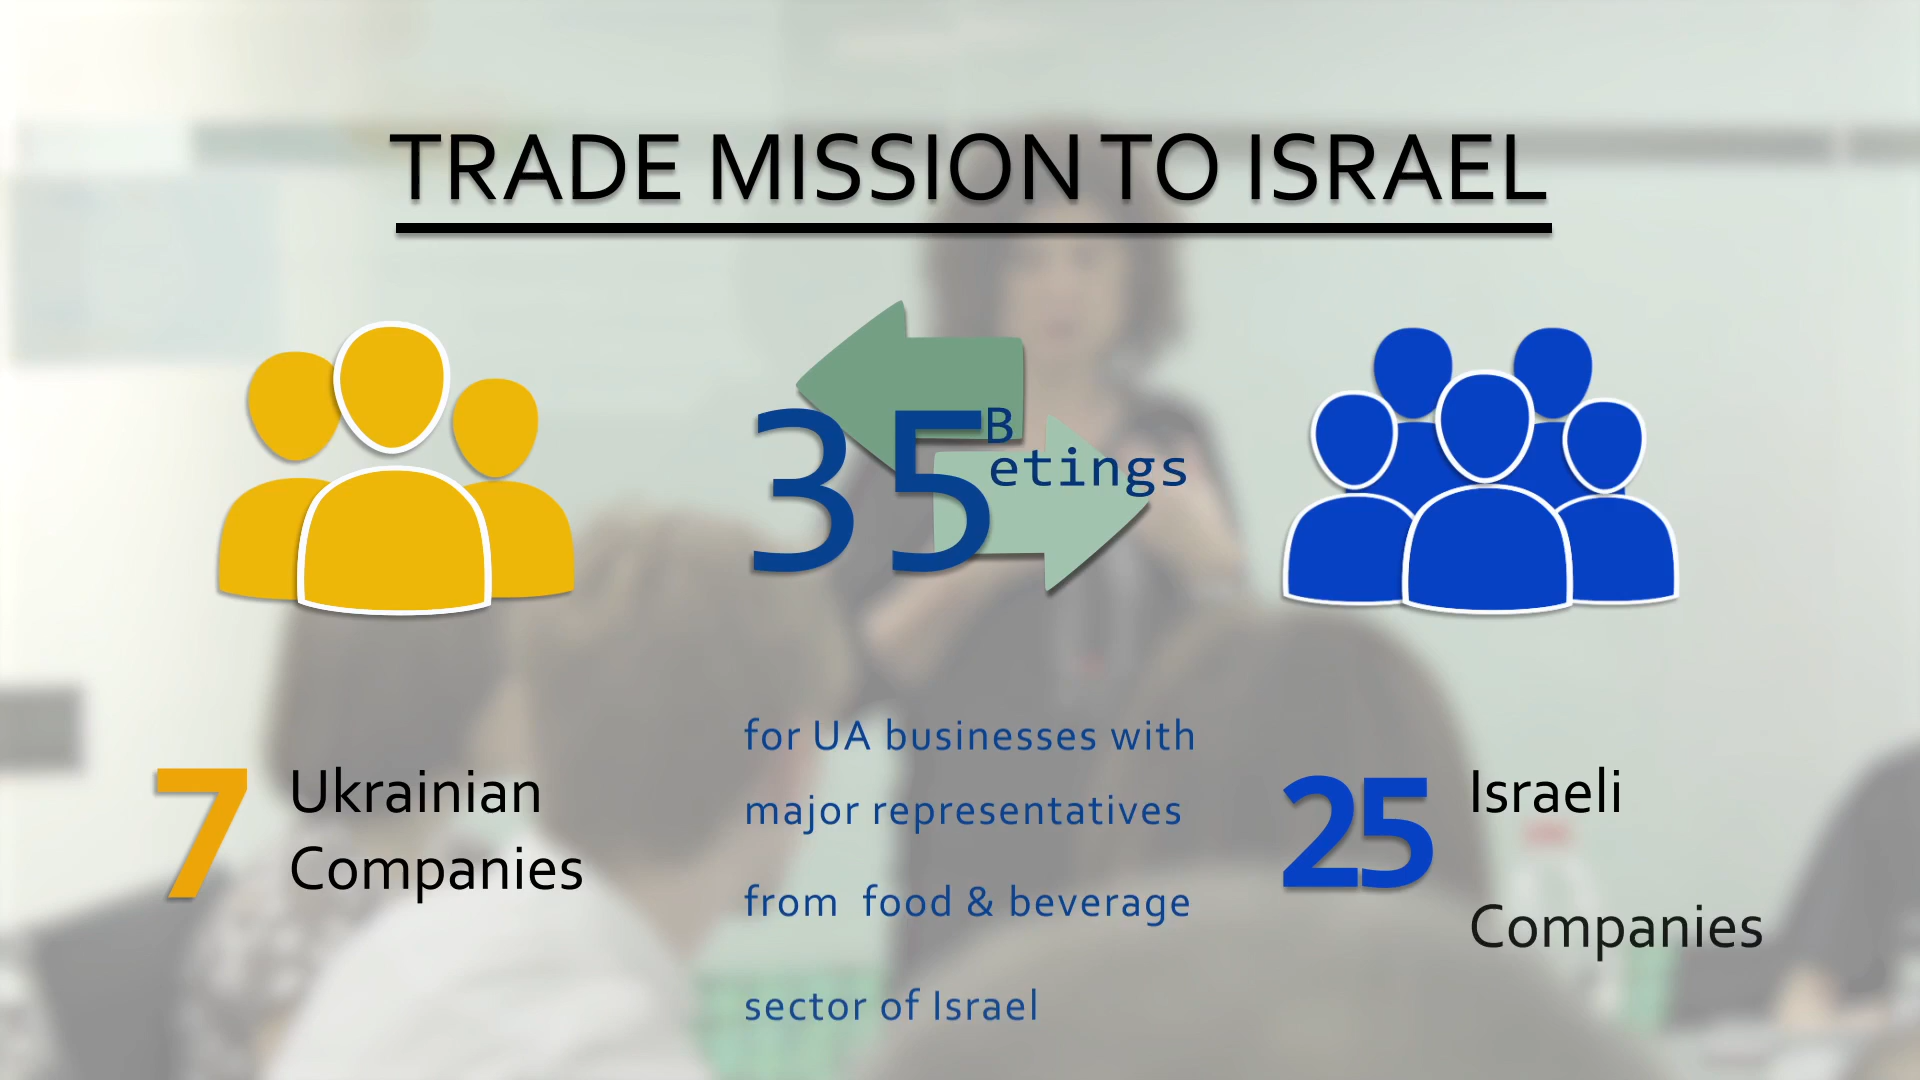 TRADE MISSION TO ISRAEL
35
B
etings
for UA businesses with
major representatives
from food & beverage
sector of Israel
7
Ukrainian
Companies
25
Israeli
Companies